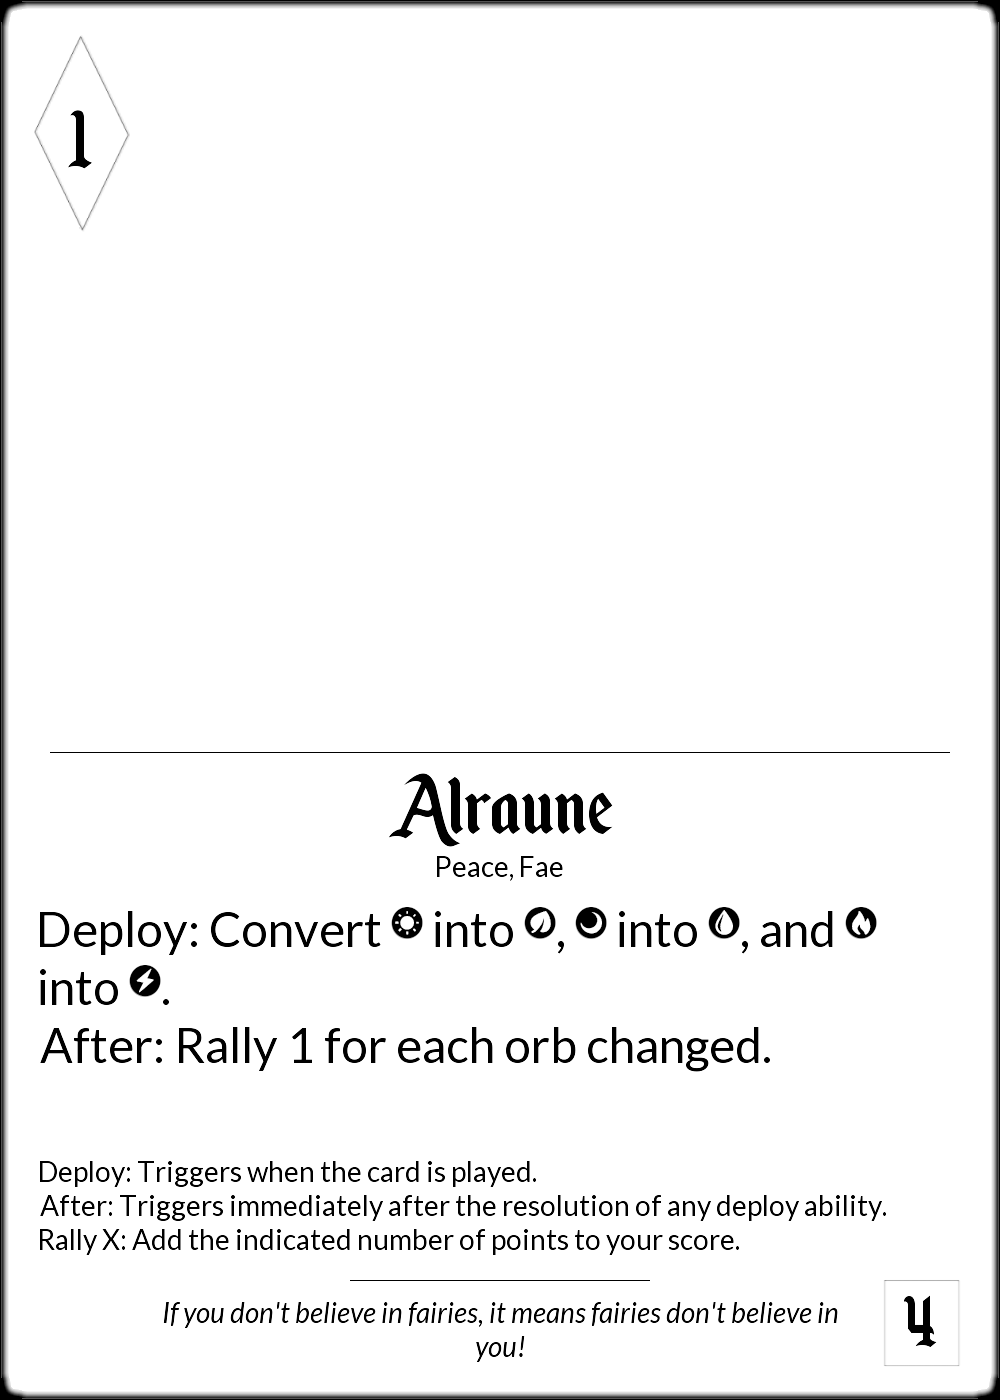 1
Alraune
Peace, Fae
Deploy: Convert into , into , and
into .
After: Rally 1 for each orb changed.
Deploy: Triggers when the card is played.
After: Triggers immediately after the resolution of any deploy ability.
Rally X: Add the indicated number of points to your score.
If you don't believe in fairies, it means fairies don't believe in
you!
4